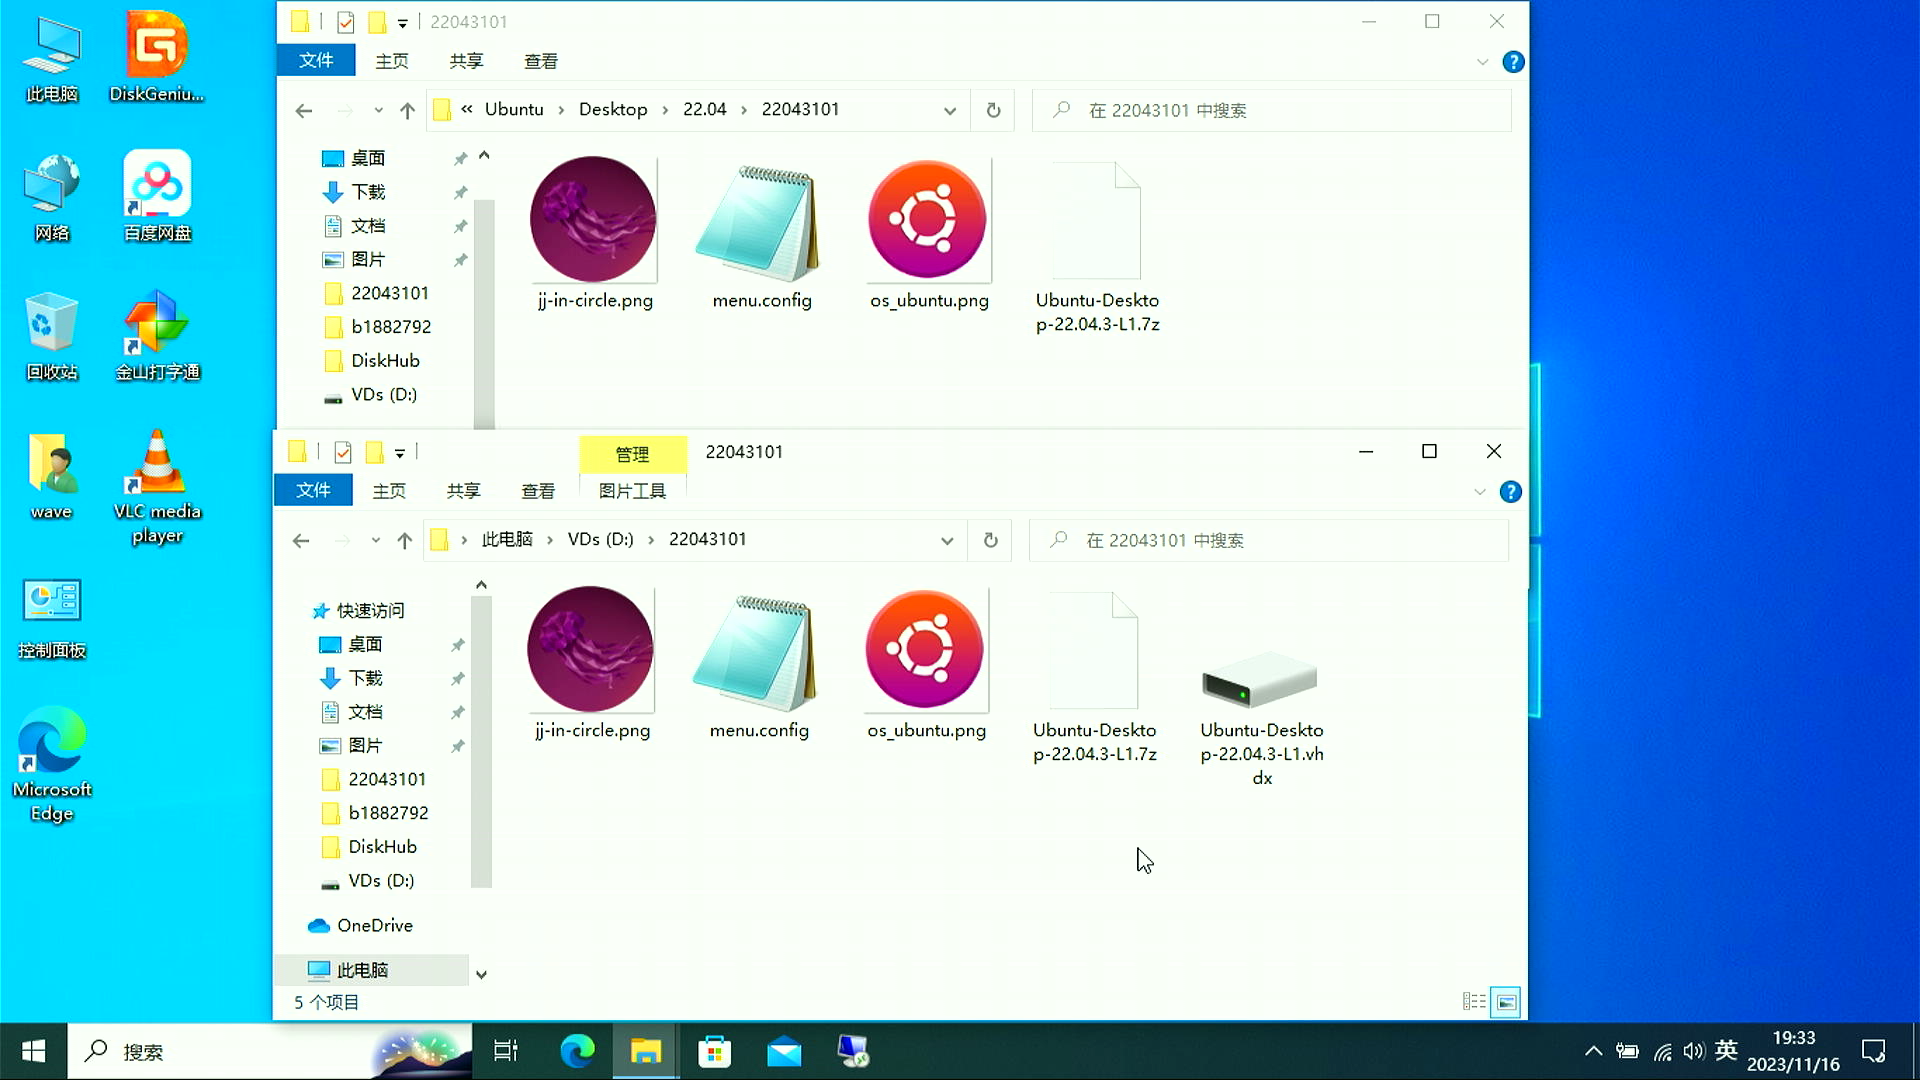 此电脑
DiskGeniu...
网络
百度网盘
回收站
金山打字通
wave
VLC media
player
控制面板
Microsoft
Edge
22043101
文件
主页
共享
查看
« Ubuntu › Desktop › 22.04 › 22043101
在 22043101 中搜索
桌面
下载
文档
图片
22043101
b1882792
DiskHub
VDs (D:)
jj-in-circle.png
menu.config
os_ubuntu.png
Ubuntu-Deskto
p-22.04.3-L1.7z
管理
22043101
文件
主页
共享
查看
图片工具
› 此电脑 › VDs (D:) › 22043101
在 22043101 中搜索
快速访问
桌面
下载
文档
图片
22043101
b1882792
DiskHub
VDs (D:)
OneDrive
此电脑
jj-in-circle.png
menu.config
os_ubuntu.png
Ubuntu-Deskto
p-22.04.3-L1.7z
Ubuntu-Deskto
p-22.04.3-L1.vh
dx
5 个项目
搜索
英
19:33
2023/11/16